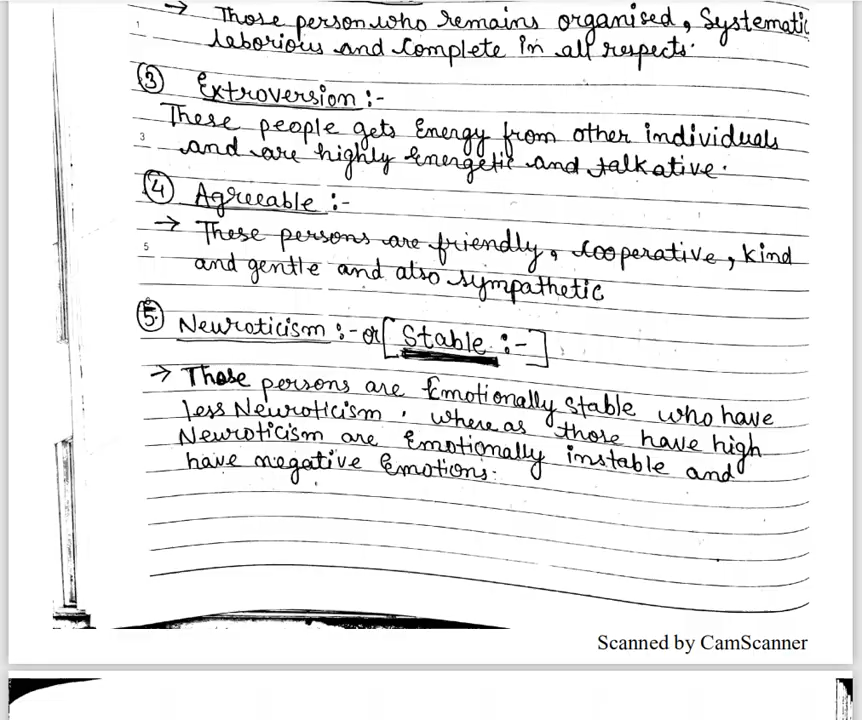 → Those person who remains organised, Systematic
laborious and Complete in all respects.
③ Extroversion :-
These people gets Energy from other individuals
and are highly Energetic and talkative.
④ Agreeable :-
→ These persons are friendly, Cooperative, kind
and gentle and also sympathetic
⑤ Neuroticism :- or [Stable :-]
→ Those persons are Emotionally Stable who have
less Neuroticism, where as those have high
Neuroticism are Emotionally instable and
have negative Emotions.
Scanned by CamScanner